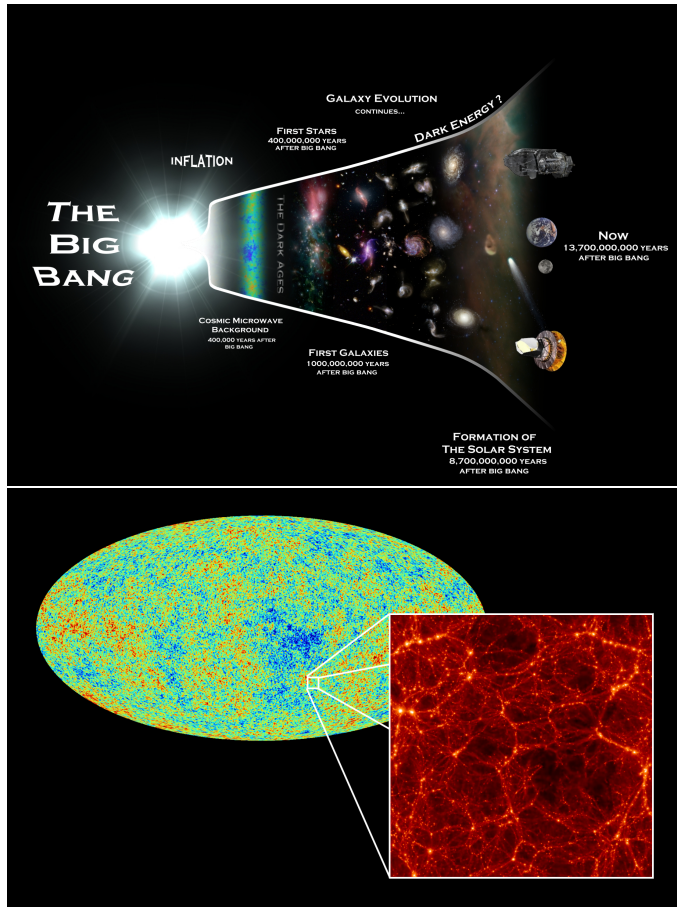 GALAXY EVOLUTION
CONTINUES...
DARK ENERGY ?
FIRST STARS
400,000,000 YEARS
AFTER BIG BANG
INFLATION
THE
BIG
BANG
THE DARK AGES
NOW
13,700,000,000 YEARS
AFTER BIG BANG
COSMIC MICROWAVE
BACKGROUND
400,000 YEARS AFTER
BIG BANG
FIRST GALAXIES
1000,000,000 YEARS
AFTER BIG BANG
FORMATION OF
THE SOLAR SYSTEM
8,700,000,000 YEARS
AFTER BIG BANG